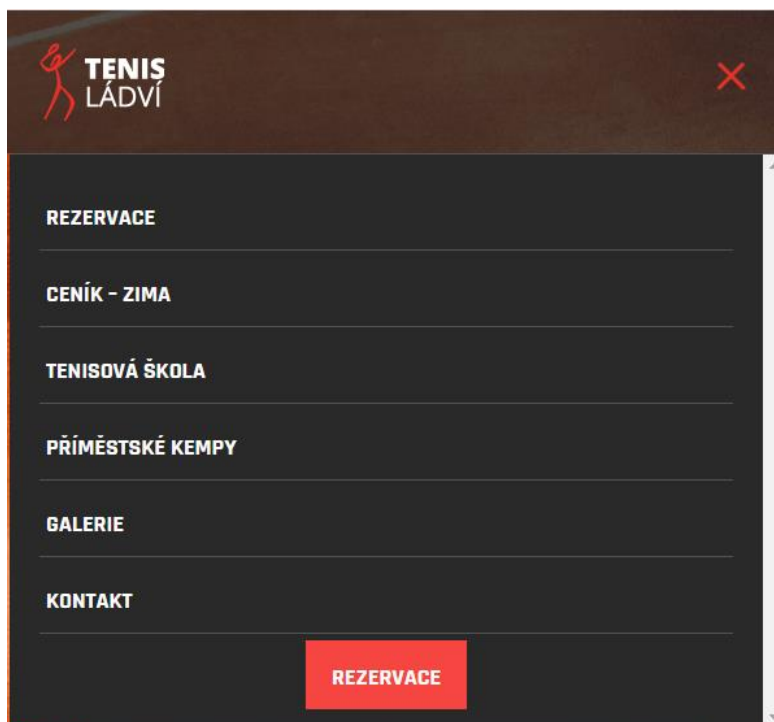 TENIS
LÁDVÍ
REZERVACE
CENÍK – ZIMA
TENISOVÁ ŠKOLA
PŘÍMĚSTSKÉ KEMPY
GALERIE
KONTAKT
REZERVACE